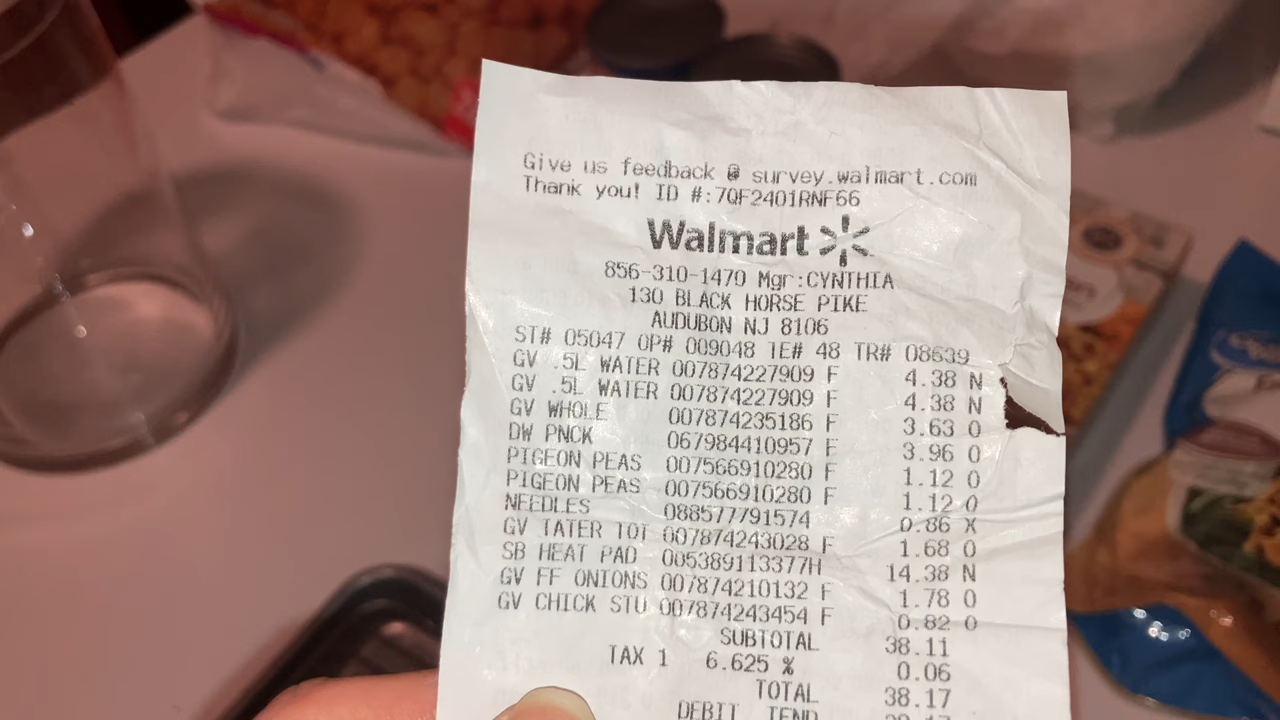 Give us feedback @ survey.walmart.com
Thank you! ID #:7QF2401RNF66
Walmart
856-310-1470 Mgr:CYNTHIA
130 BLACK HORSE PIKE
AUDUBON NJ 8106
ST# 05047 OP# 009048 TE# 48 TR# 08639
GV .5L WATER 007874227909 F 4.38 N
GV .5L WATER 007874227909 F 4.38 N
GV WHOLE 007874235186 F 3.63 O
DW PNCK 067984410957 F 3.96 O
PIGEON PEAS 007566910280 F 1.12 O
PIGEON PEAS 007566910280 F 1.12 O
NEEDLES 088577791574 0.86 X
GV TATER TOT 007874243028 F 1.68 O
SB HEAT PAD 005389113377H 14.38 N
GV FF ONIONS 007874210132 F 1.78 O
GV CHICK STU 007874243454 F 0.82 O
SUBTOTAL 38.11
TAX 1 6.625 % 0.06
TOTAL 38.17
DEBIT TEND